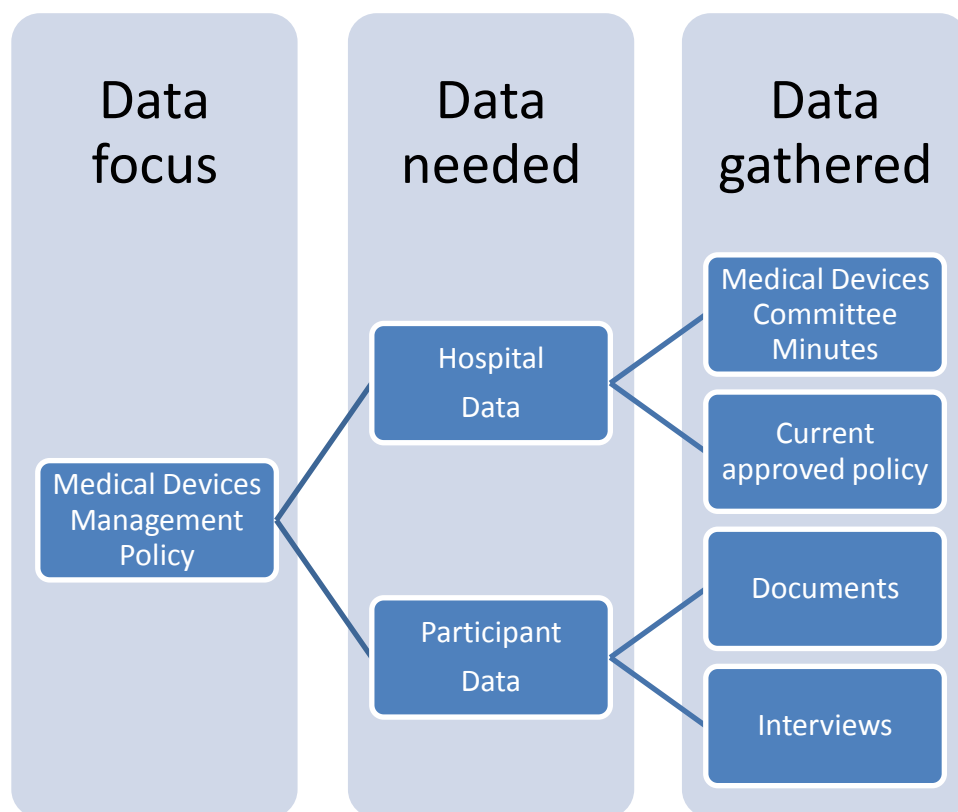 Data
focus
Data
needed
Data
gathered
Medical Devices
Management
Policy
Hospital
Data
Participant
Data
Medical Devices
Committee
Minutes
Current
approved policy
Documents
Interviews